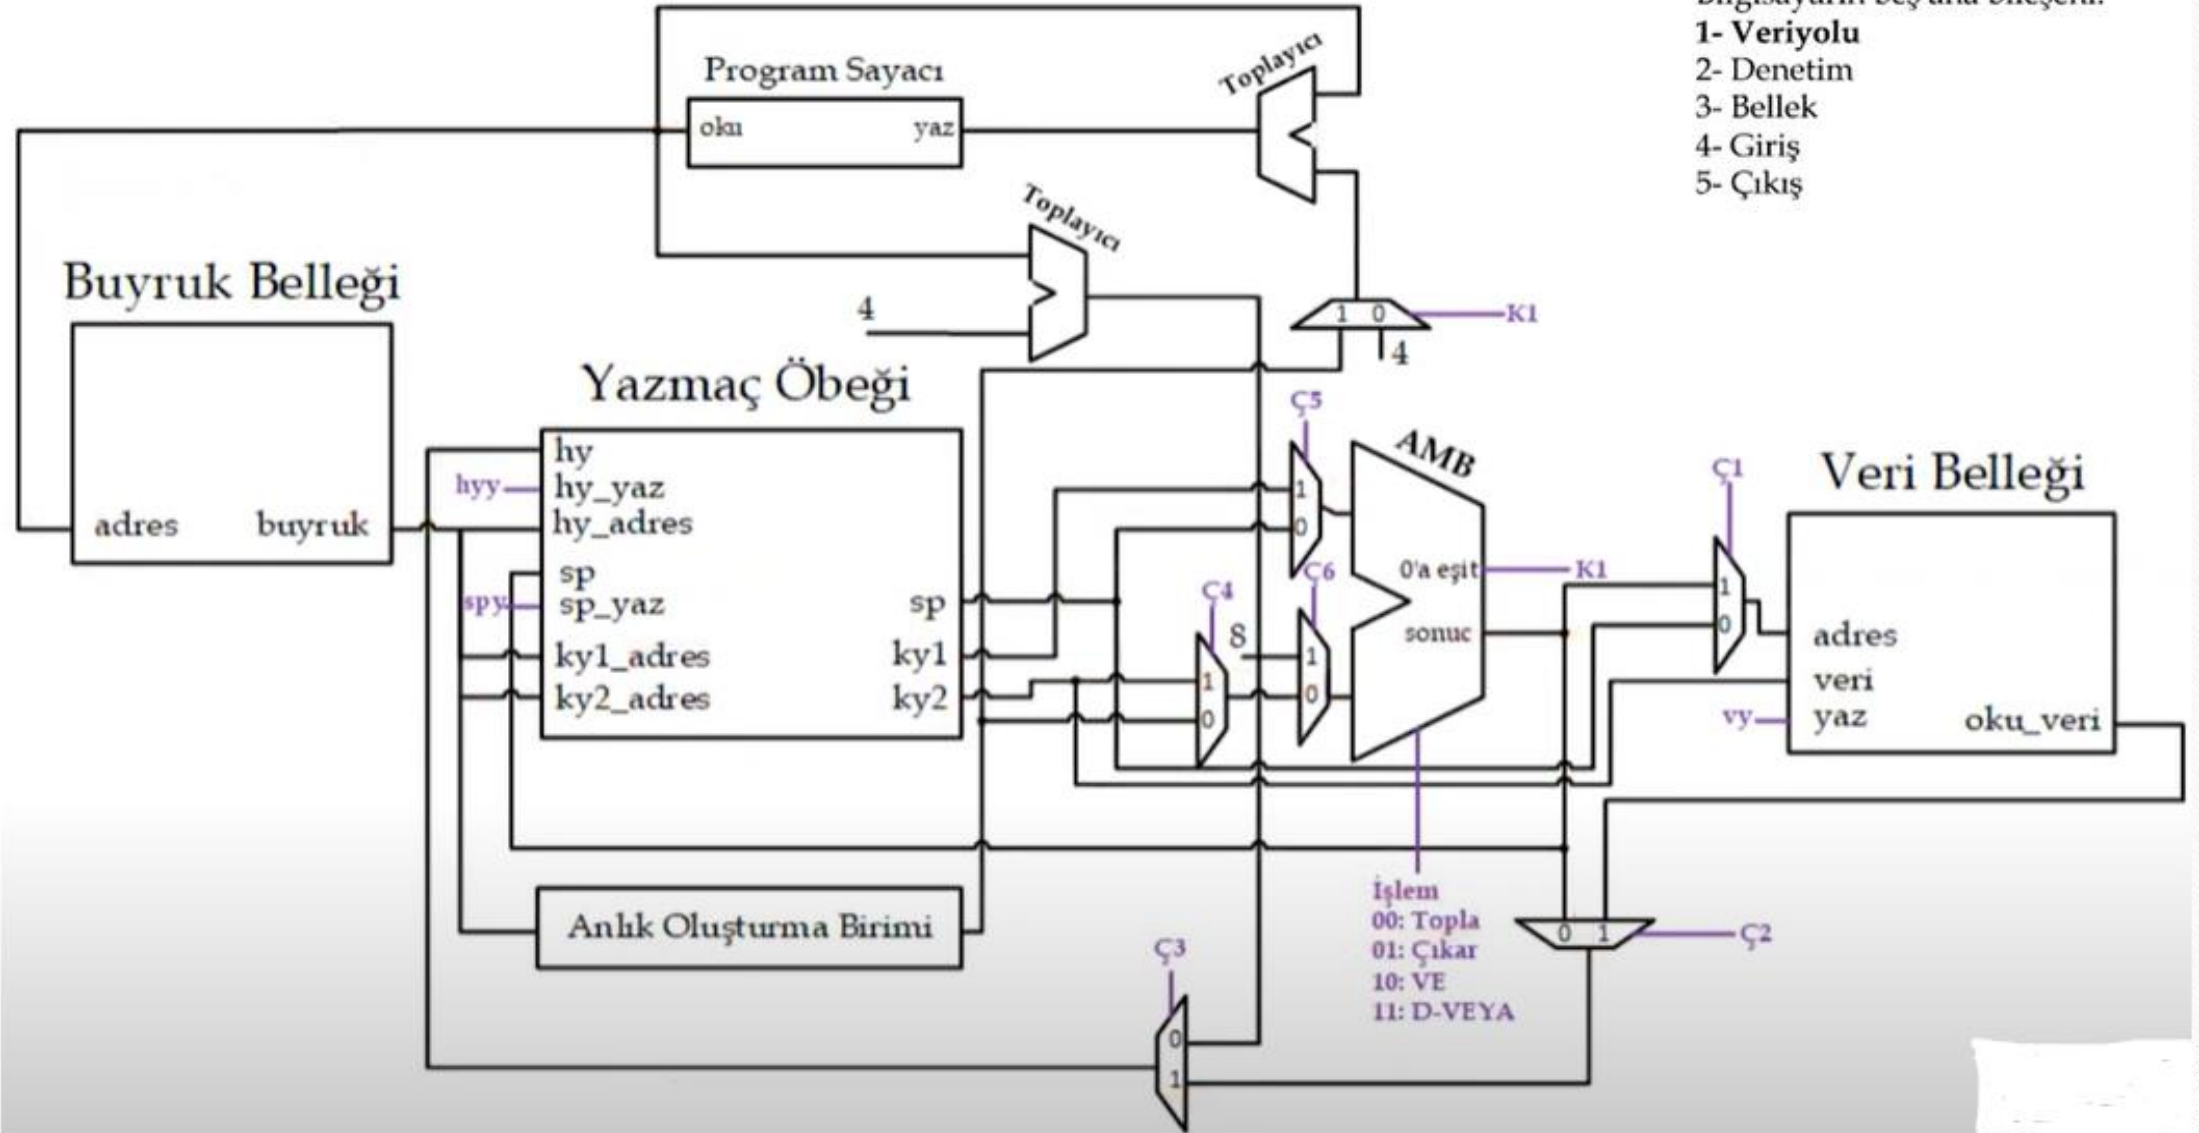 Bilgisayarın beş ana bileşeni:
1- Veriyolu
2- Denetim
3- Bellek
4- Giriş
5- Çıkış
Toplayıcı
Program Sayacı
oku yaz
Toplayıcı
Buyruk Belleği
4
1 0 K1
4
Yazmaç Öbeği
Ç5
AMB
hy
hyy hy_yaz
1
Ç1
Veri Belleği
adres buyruk hy_adres
0
sp
0'a eşit K1
Ç6
1
spy sp_yaz sp
Ç4
8
sonuc
0
adres
ky1_adres ky1
1
veri
ky2_adres ky2
1
0
0
vy yaz oku_veri
İşlem
00: Topla
Anlık Oluşturma Birimi
0 1 Ç2
01: Çıkar
Ç3
10: VE
11: D-VEYA
0
1